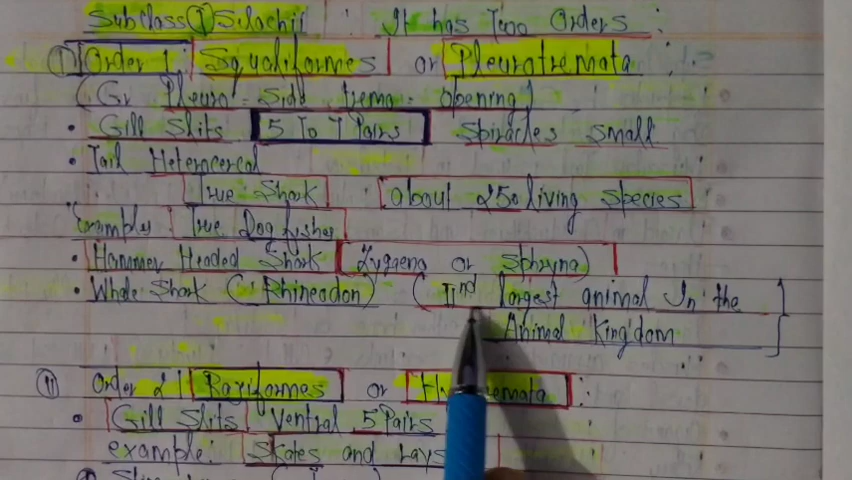 Subclass (I) Silachii : It has Two Orders :
(I) Order 1 Squaliformes or Pleurotremata :
(Gr Pleuro = Side trema = opening)
• Gill Slits 5 To 7 Pairs Spiracles small
• Tail Heterocercal
True Shark about 250 living species
Example : True Dog fishes
• Hammer Headed Shark Zygaena or Sphryna)
• Whale Shark ( = Rhineodon) ( IInd largest animal In the
Animal Kingdom
(II) Order 2 Rajiformes or
• Gill Slits Ventral 5 Pairs
example: Skates and rays